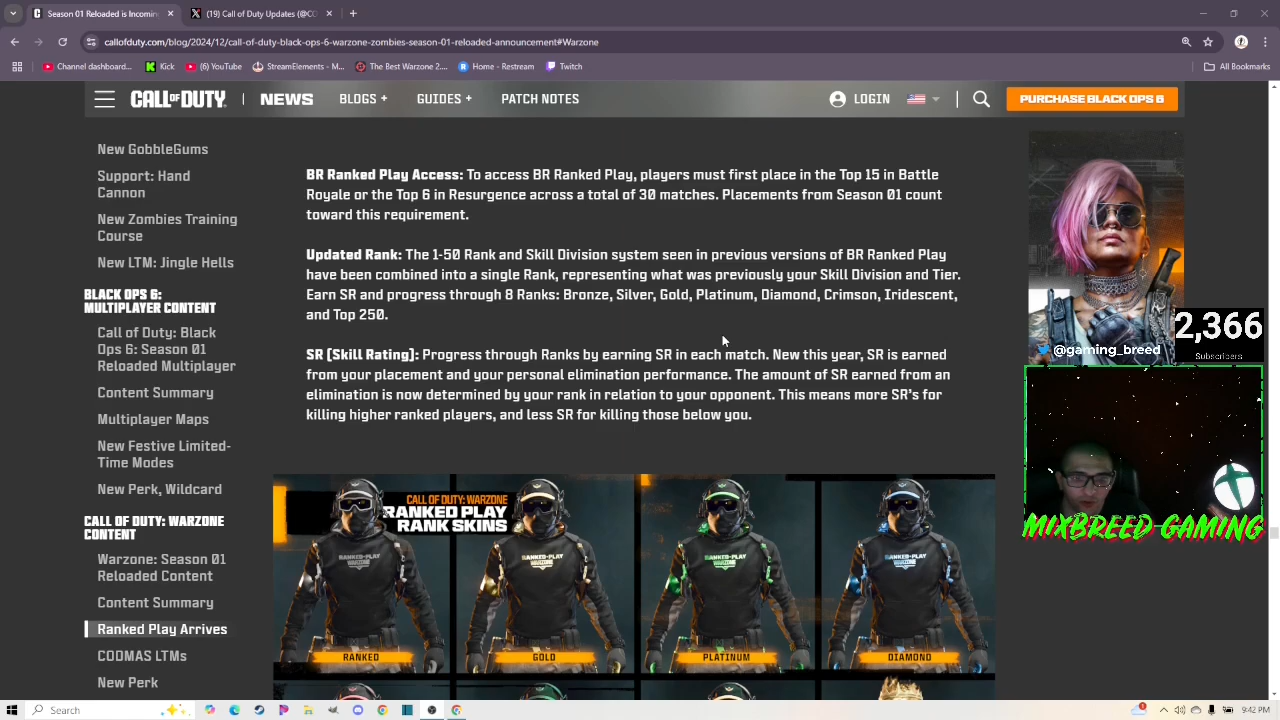 Season 01 Reloaded is Incoming
(19) Call of Duty Updates (@CO
callofduty.com/blog/2024/12/call-of-duty-black-ops-6-warzone-zombies-season-01-reloaded-announcement#Warzone
Channel dashboard...
Kick
(6) YouTube
StreamElements - M...
The Best Warzone 2....
Home - Restream
Twitch
All Bookmarks
CALL OF DUTY
NEWS
BLOGS +
GUIDES +
PATCH NOTES
LOGIN
PURCHASE BLACK OPS 6
New GobbleGums
Support: Hand
Cannon
New Zombies Training
Course
New LTM: Jingle Hells
BLACK OPS 6:
MULTIPLAYER CONTENT
Call of Duty: Black
Ops 6: Season 01
Reloaded Multiplayer
Content Summary
Multiplayer Maps
New Festive Limited-
Time Modes
New Perk, Wildcard
CALL OF DUTY: WARZONE
CONTENT
Warzone: Season 01
Reloaded Content
Content Summary
Ranked Play Arrives
CODMAS LTMs
New Perk
BR Ranked Play Access: To access BR Ranked Play, players must first place in the Top 15 in Battle
Royale or the Top 6 in Resurgence across a total of 30 matches. Placements from Season 01 count
toward this requirement.
Updated Rank: The 1-50 Rank and Skill Division system seen in previous versions of BR Ranked Play
have been combined into a single Rank, representing what was previously your Skill Division and Tier.
Earn SR and progress through 8 Ranks: Bronze, Silver, Gold, Platinum, Diamond, Crimson, Iridescent,
and Top 250.
SR [Skill Rating]: Progress through Ranks by earning SR in each match. New this year, SR is earned
from your placement and your personal elimination performance. The amount of SR earned from an
elimination is now determined by your rank in relation to your opponent. This means more SR's for
killing higher ranked players, and less SR for killing those below you.
CALL OF DUTY: WARZONE
RANKED PLAY
RANK SKINS
RANKED PLAY
WARZONE
RANKED PLAY
WARZONE
RANKED PLAY
WARZONE
RANKED PLAY
WARZONE
RANKED
GOLD
PLATINUM
DIAMOND
2,366
Subscribers
@gaming_breed
MIXBREED GAMING
Search
9:42 PM